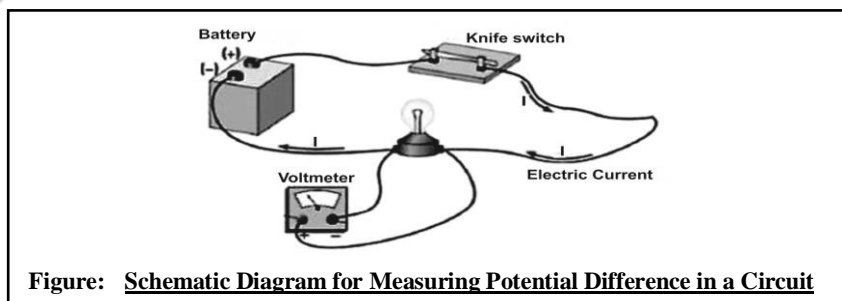 Battery
Knife switch
(+)
(–)
I
I
I
Electric Current
Voltmeter
+ –
Figure: Schematic Diagram for Measuring Potential Difference in a Circuit